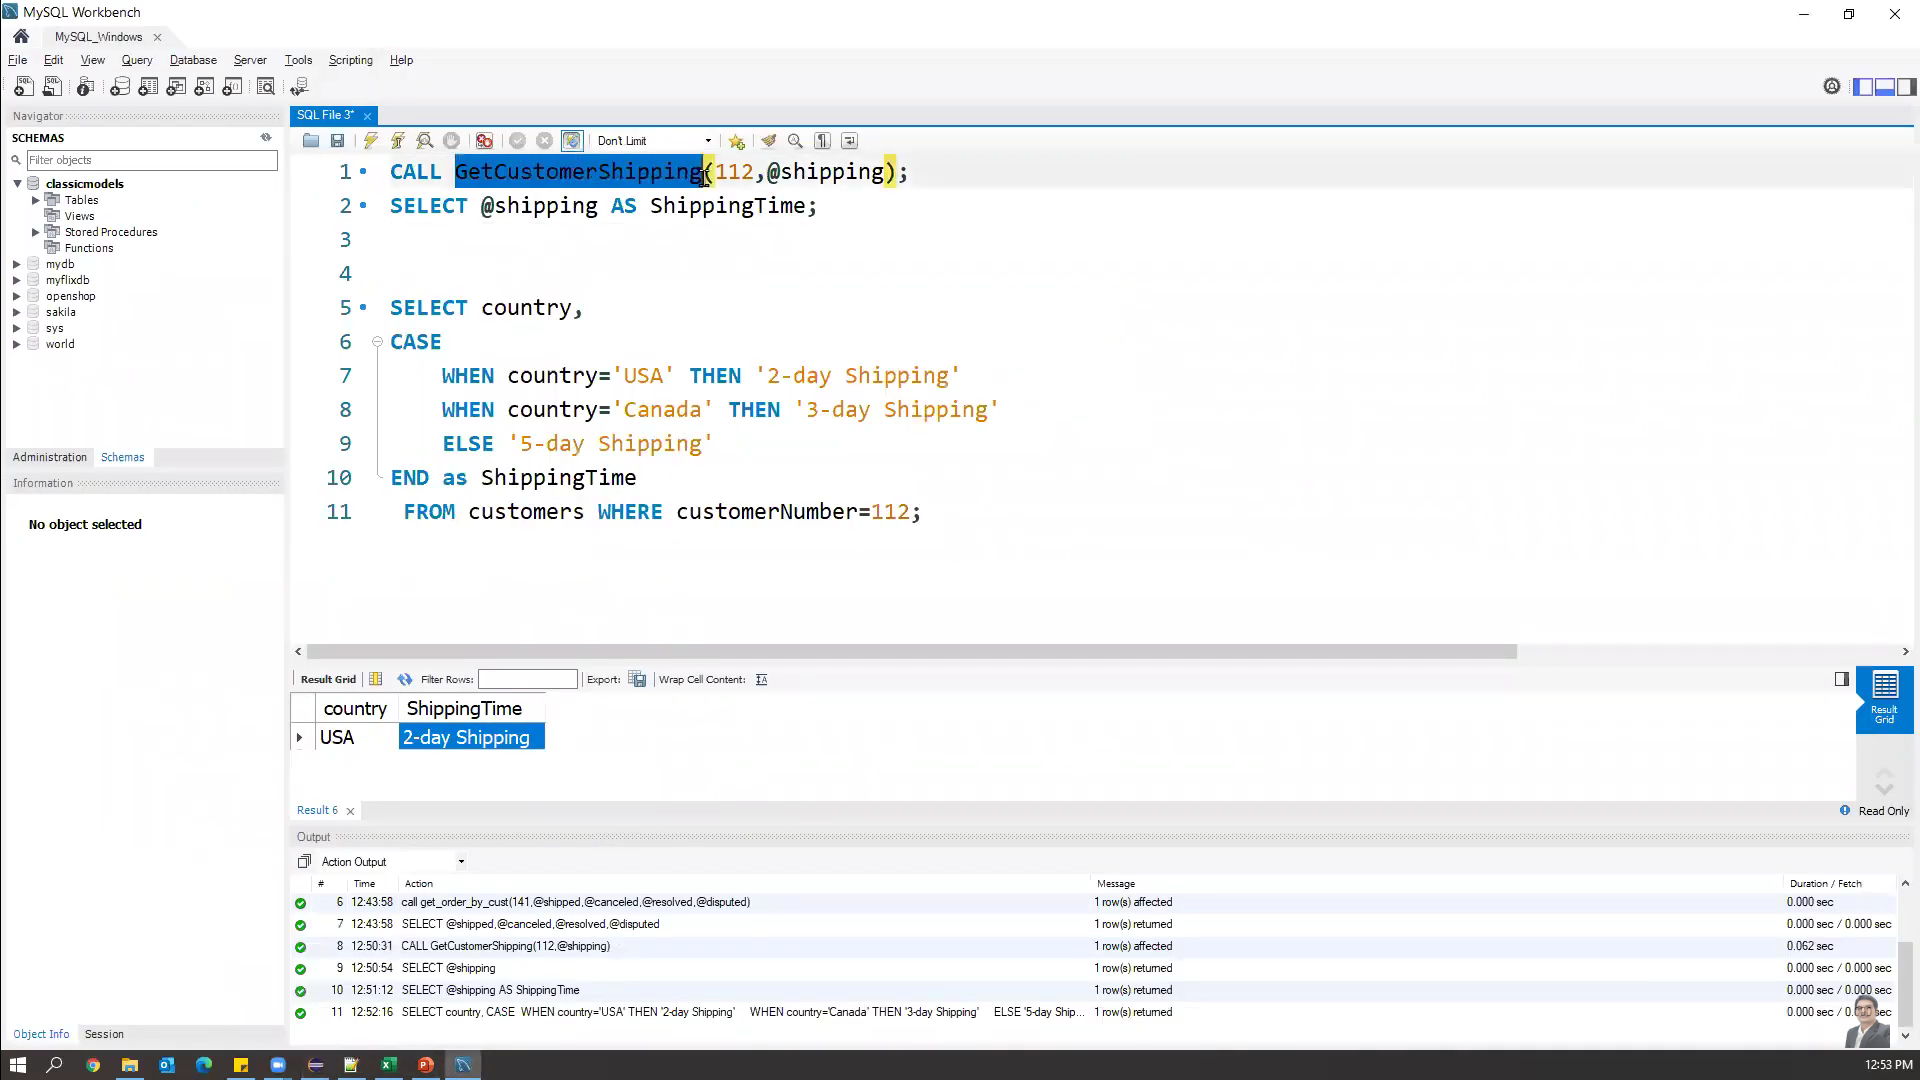 MySQL Workbench
MySQL_Windows
File Edit View Query Database Server Tools Scripting Help
Navigator
SCHEMAS
Filter objects
classicmodels
Tables
Views
Stored Procedures
Functions
mydb
myflixdb
openshop
sakila
sys
world
Administration Schemas
Information
No object selected
Object Info Session
SQL File 3*
Don't Limit
1 CALL GetCustomerShipping(112,@shipping);
2 SELECT @shipping AS ShippingTime;
3
4
5 SELECT country,
6 CASE
7 WHEN country='USA' THEN '2-day Shipping'
8 WHEN country='Canada' THEN '3-day Shipping'
9 ELSE '5-day Shipping'
10 END as ShippingTime
11 FROM customers WHERE customerNumber=112;
Result Grid Filter Rows: Export: Wrap Cell Content:
country ShippingTime
USA 2-day Shipping
Result
Grid
Result 6
Read Only
Output
Action Output
# Time Action Message Duration / Fetch
6 12:43:58 call get_order_by_cust(141,@shipped,@canceled,@resolved,@disputed) 1 row(s) affected 0.000 sec
7 12:43:58 SELECT @shipped,@canceled,@resolved,@disputed 1 row(s) returned 0.000 sec / 0.000 sec
8 12:50:31 CALL GetCustomerShipping(112,@shipping) 1 row(s) affected 0.062 sec
9 12:50:54 SELECT @shipping 1 row(s) returned 0.000 sec / 0.000 sec
10 12:51:12 SELECT @shipping AS ShippingTime 1 row(s) returned 0.000 sec / 0.000 sec
11 12:52:16 SELECT country, CASE WHEN country='USA' THEN '2-day Shipping' WHEN country='Canada' THEN '3-day Shipping' ELSE '5-day Ship... 1 row(s) returned 0.000 sec / 0.000 sec
12:53 PM